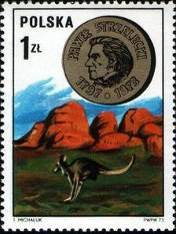 POLSKA
1 ZŁ
PAWEŁ STRZELECKI
1797 • 1873
T. MICHALUK
PWPW 73